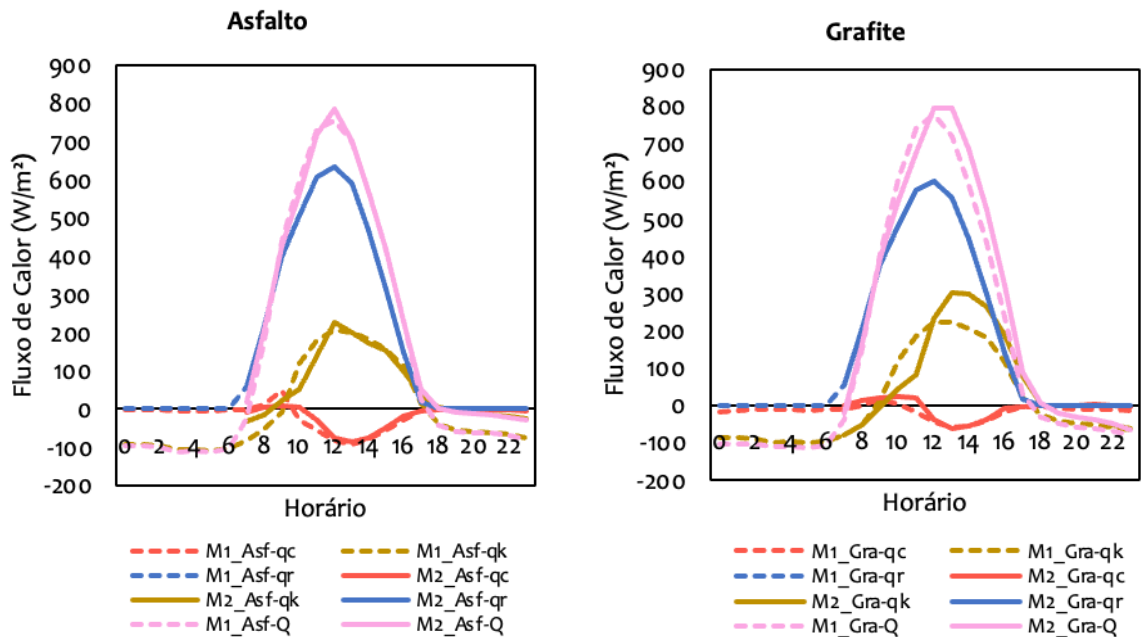 Asfalto
Fluxo de Calor (W/m²)
900
800
700
600
500
400
300
200
100
0
-100
-200
0 2 4 6 8 10 12 14 16 18 20 22
Horário
M1_Asf-qc M1_Asf-qk
M1_Asf-qr M2_Asf-qc
M2_Asf-qk M2_Asf-qr
M1_Asf-Q M2_Asf-Q
Grafite
Fluxo de Calor (W/m²)
900
800
700
600
500
400
300
200
100
0
-100
-200
0 2 4 6 8 10 12 14 16 18 20 22
Horário
M1_Gra-qc M1_Gra-qk
M1_Gra-qr M2_Gra-qc
M2_Gra-qk M2_Gra-qr
M1_Gra-Q M2_Gra-Q